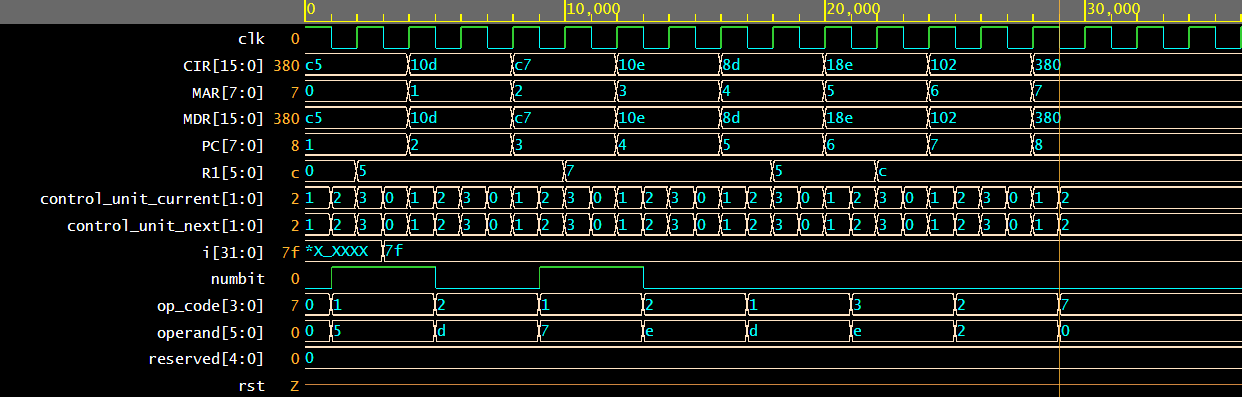 0 10,000 20,000 30,000
clk 0
CIR[15:0] 380 c5 10d c7 10e 8d 18e 102 380
MAR[7:0] 7 0 1 2 3 4 5 6 7
MDR[15:0] 380 c5 10d c7 10e 8d 18e 102 380
PC[7:0] 8 1 2 3 4 5 6 7 8
R1[5:0] c 0 5 7 5 c
control_unit_current[1:0] 2 1 2 3 0 1 2 3 0 1 2 3 0 1 2 3 0 1 2 3 0 1 2 3 0 1 2 3 0 1 2
control_unit_next[1:0] 2 1 2 3 0 1 2 3 0 1 2 3 0 1 2 3 0 1 2 3 0 1 2 3 0 1 2 3 0 1 2
i[31:0] 7f *X_XXXX 7f
numbit 0
op_code[3:0] 7 0 1 2 1 2 1 3 2 7
operand[5:0] 0 0 5 d 7 e d e 2 0
reserved[4:0] 0 0
rst Z